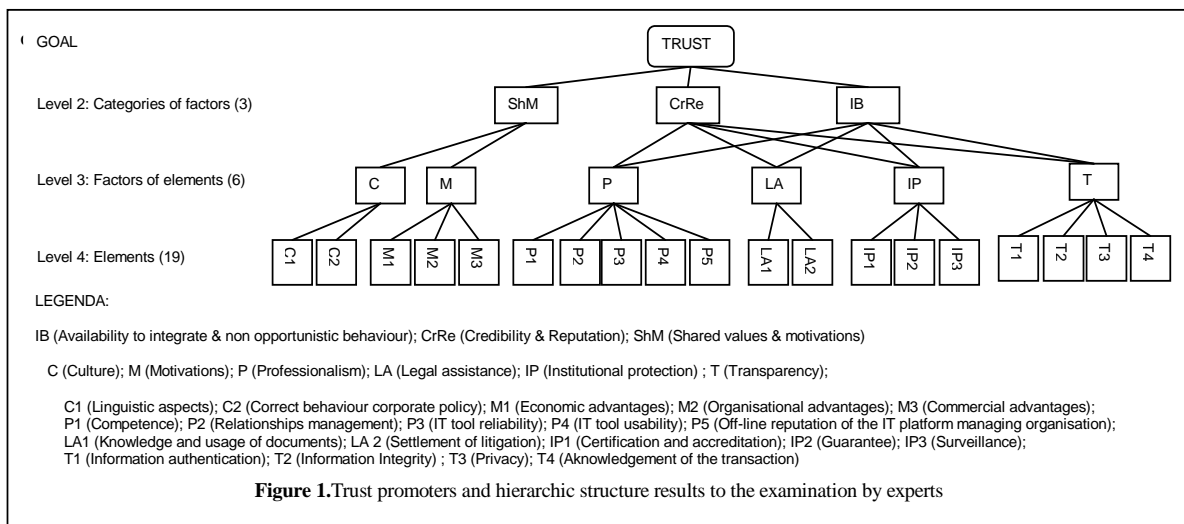 GOAL
TRUST
Level 2: Categories of factors (3)
ShM CrRe IB
Level 3: Factors of elements (6)
C M P LA IP T
Level 4: Elements (19)
C1 C2 M1 M2 M3 P1 P2 P3 P4 P5 LA1 LA2 IP1 IP2 IP3 T1 T2 T3 T4
LEGENDA:
IB (Availability to integrate & non opportunistic behaviour); CrRe (Credibility & Reputation); ShM (Shared values & motivations)
C (Culture); M (Motivations); P (Professionalism); LA (Legal assistance); IP (Institutional protection) ; T (Transparency);
C1 (Linguistic aspects); C2 (Correct behaviour corporate policy); M1 (Economic advantages); M2 (Organisational advantages); M3 (Commercial advantages);
P1 (Competence); P2 (Relationships management); P3 (IT tool reliability); P4 (IT tool usability); P5 (Off-line reputation of the IT platform managing organisation);
LA1 (Knowledge and usage of documents); LA 2 (Settlement of litigation); IP1 (Certification and accreditation); IP2 (Guarantee); IP3 (Surveillance);
T1 (Information authentication); T2 (Information Integrity) ; T3 (Privacy); T4 (Aknowledgement of the transaction)
Figure 1.Trust promoters and hierarchic structure results to the examination by experts